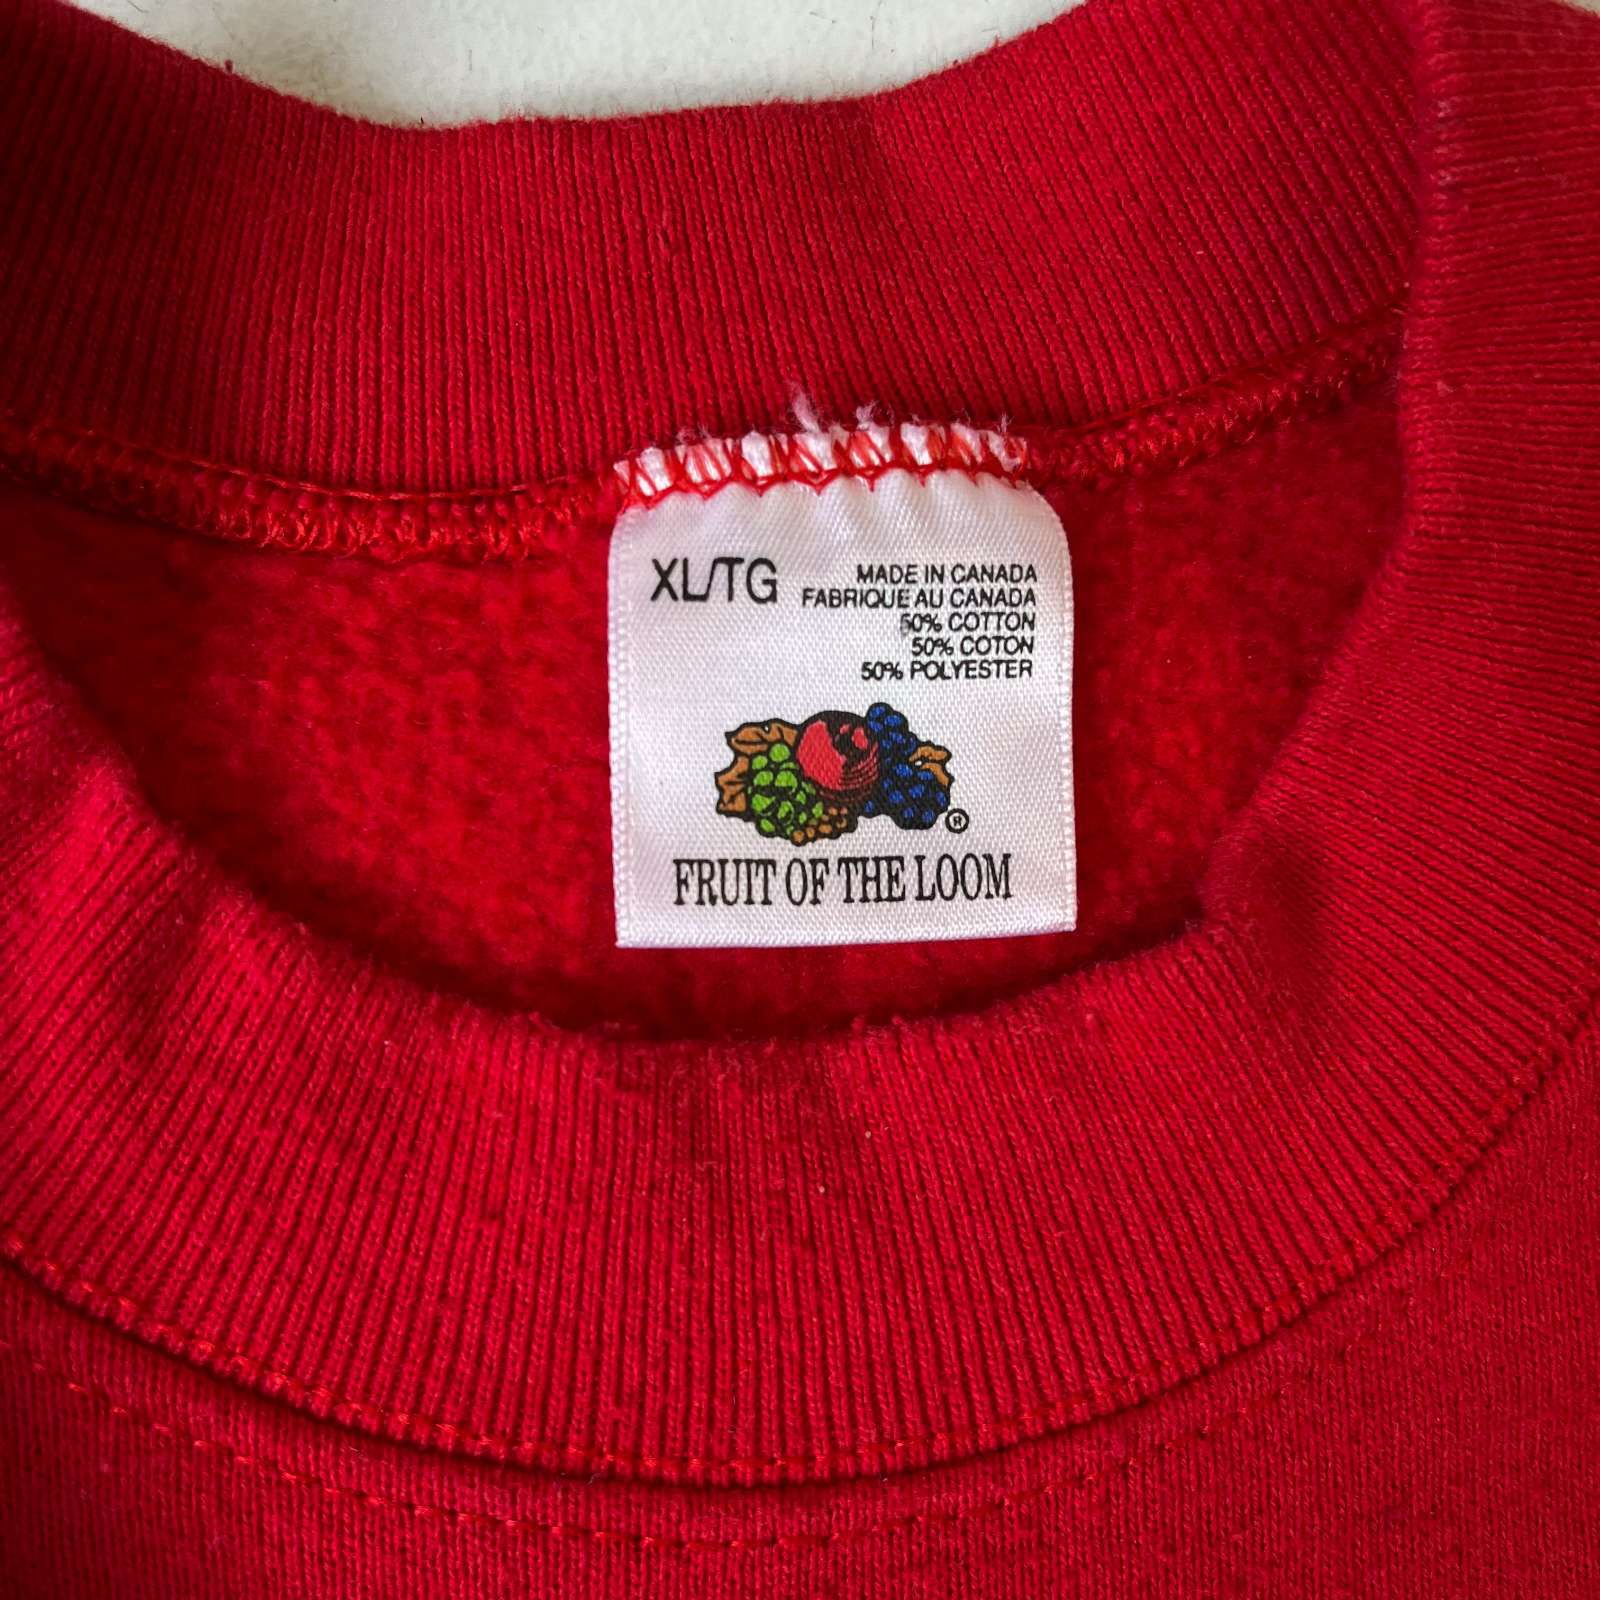 XL/TG
MADE IN CANADA
FABRIQUE AU CANADA
50% COTTON
50% COTON
50% POLYESTER
®
FRUIT OF THE LOOM